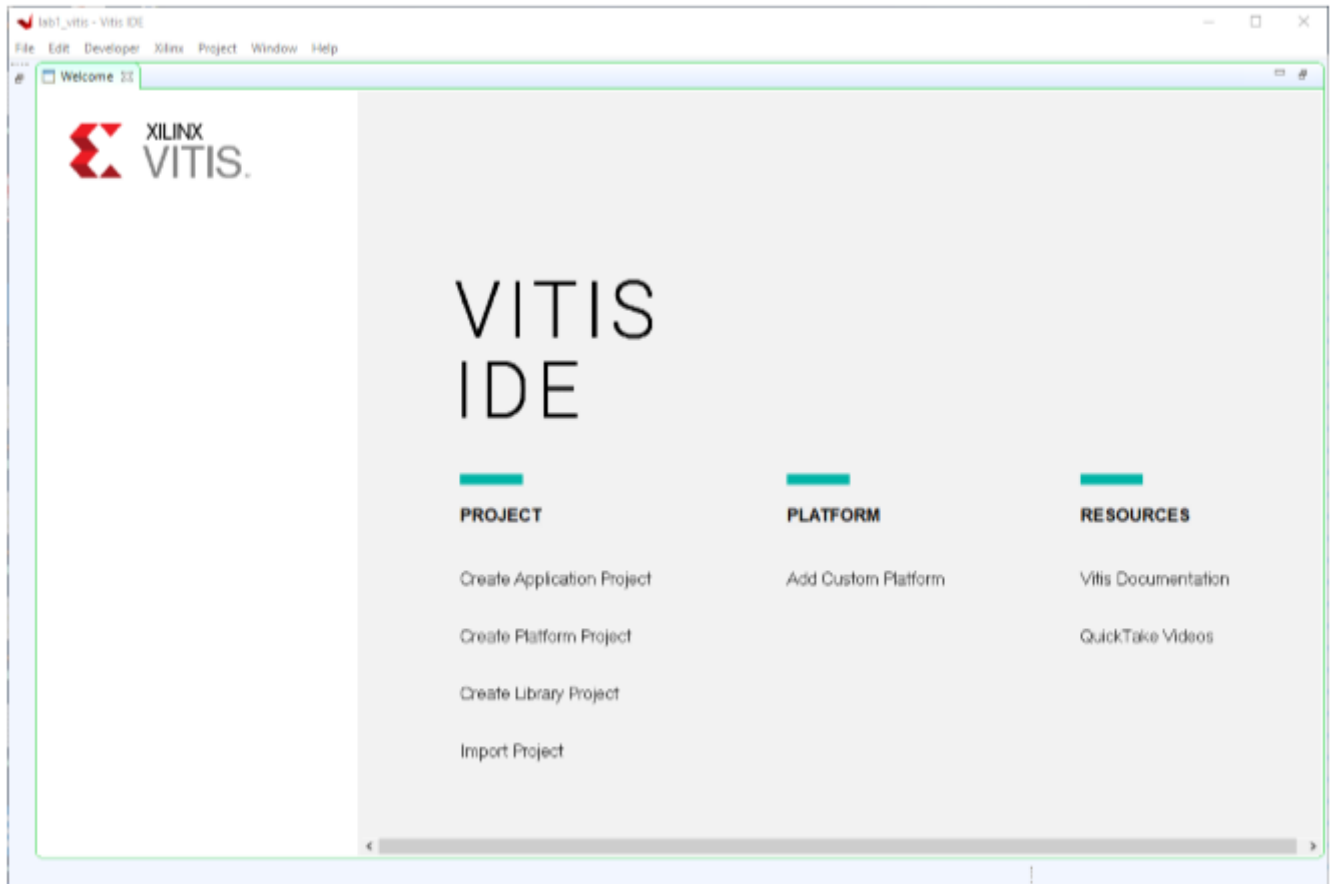 lab1_vitis - Vitis IDE
File Edit Developer Xilinx Project Window Help
Welcome
XILINX
VITIS.
VITIS
IDE
PROJECT
PLATFORM
RESOURCES
Create Application Project
Add Custom Platform
Vitis Documentation
Create Platform Project
QuickTake Videos
Create Library Project
Import Project